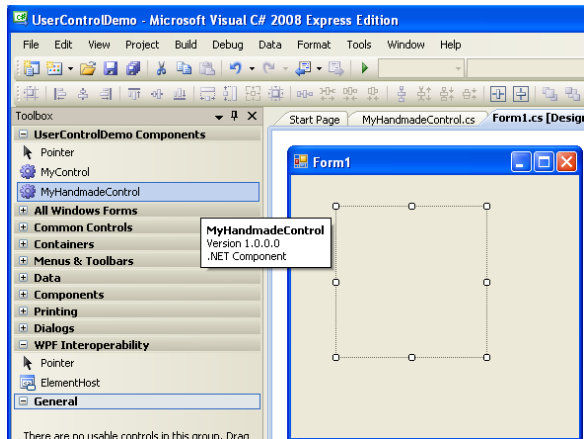 UserControlDemo - Microsoft Visual C# 2008 Express Edition
File Edit View Project Build Debug Data Format Tools Window Help
Toolbox
Start Page MyHandmadeControl.cs Form1.cs [Desig
UserControlDemo Components
Pointer
MyControl
MyHandmadeControl
All Windows Forms
Common Controls
Containers
Menus & Toolbars
Data
Components
Printing
Dialogs
WPF Interoperability
Pointer
ElementHost
General
There are no usable controls in this group. Drag
MyHandmadeControl
Version 1.0.0.0
.NET Component
Form1